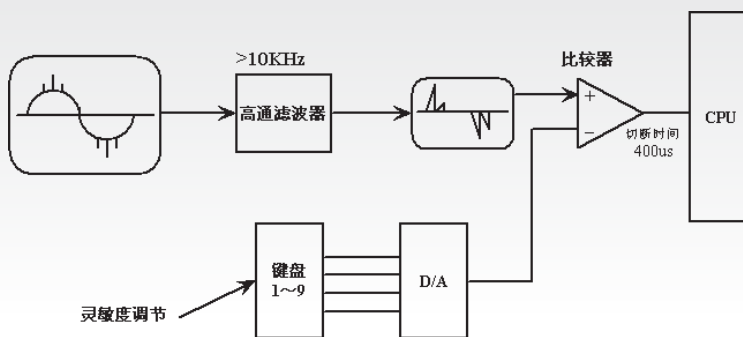 >10KHz
高通滤波器
比较器
+
−
切断时间
400us
CPU
键盘
1～9
D/A
灵敏度调节